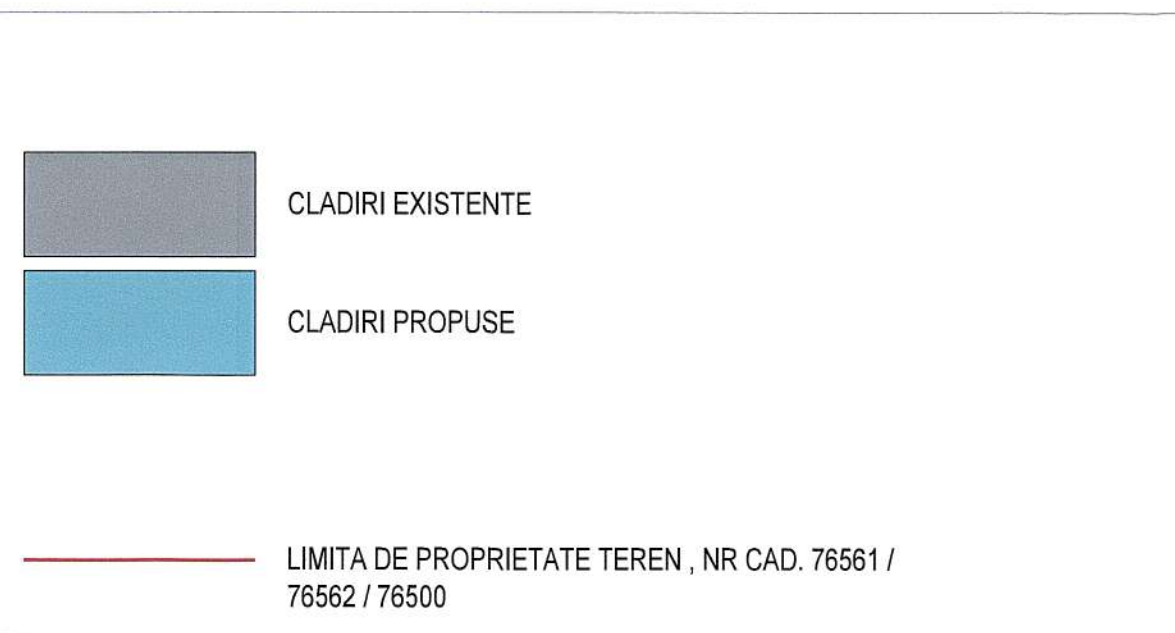 CLADIRI EXISTENTE
CLADIRI PROPUSE
LIMITA DE PROPRIETATE TEREN , NR CAD. 76561 /
76562 / 76500